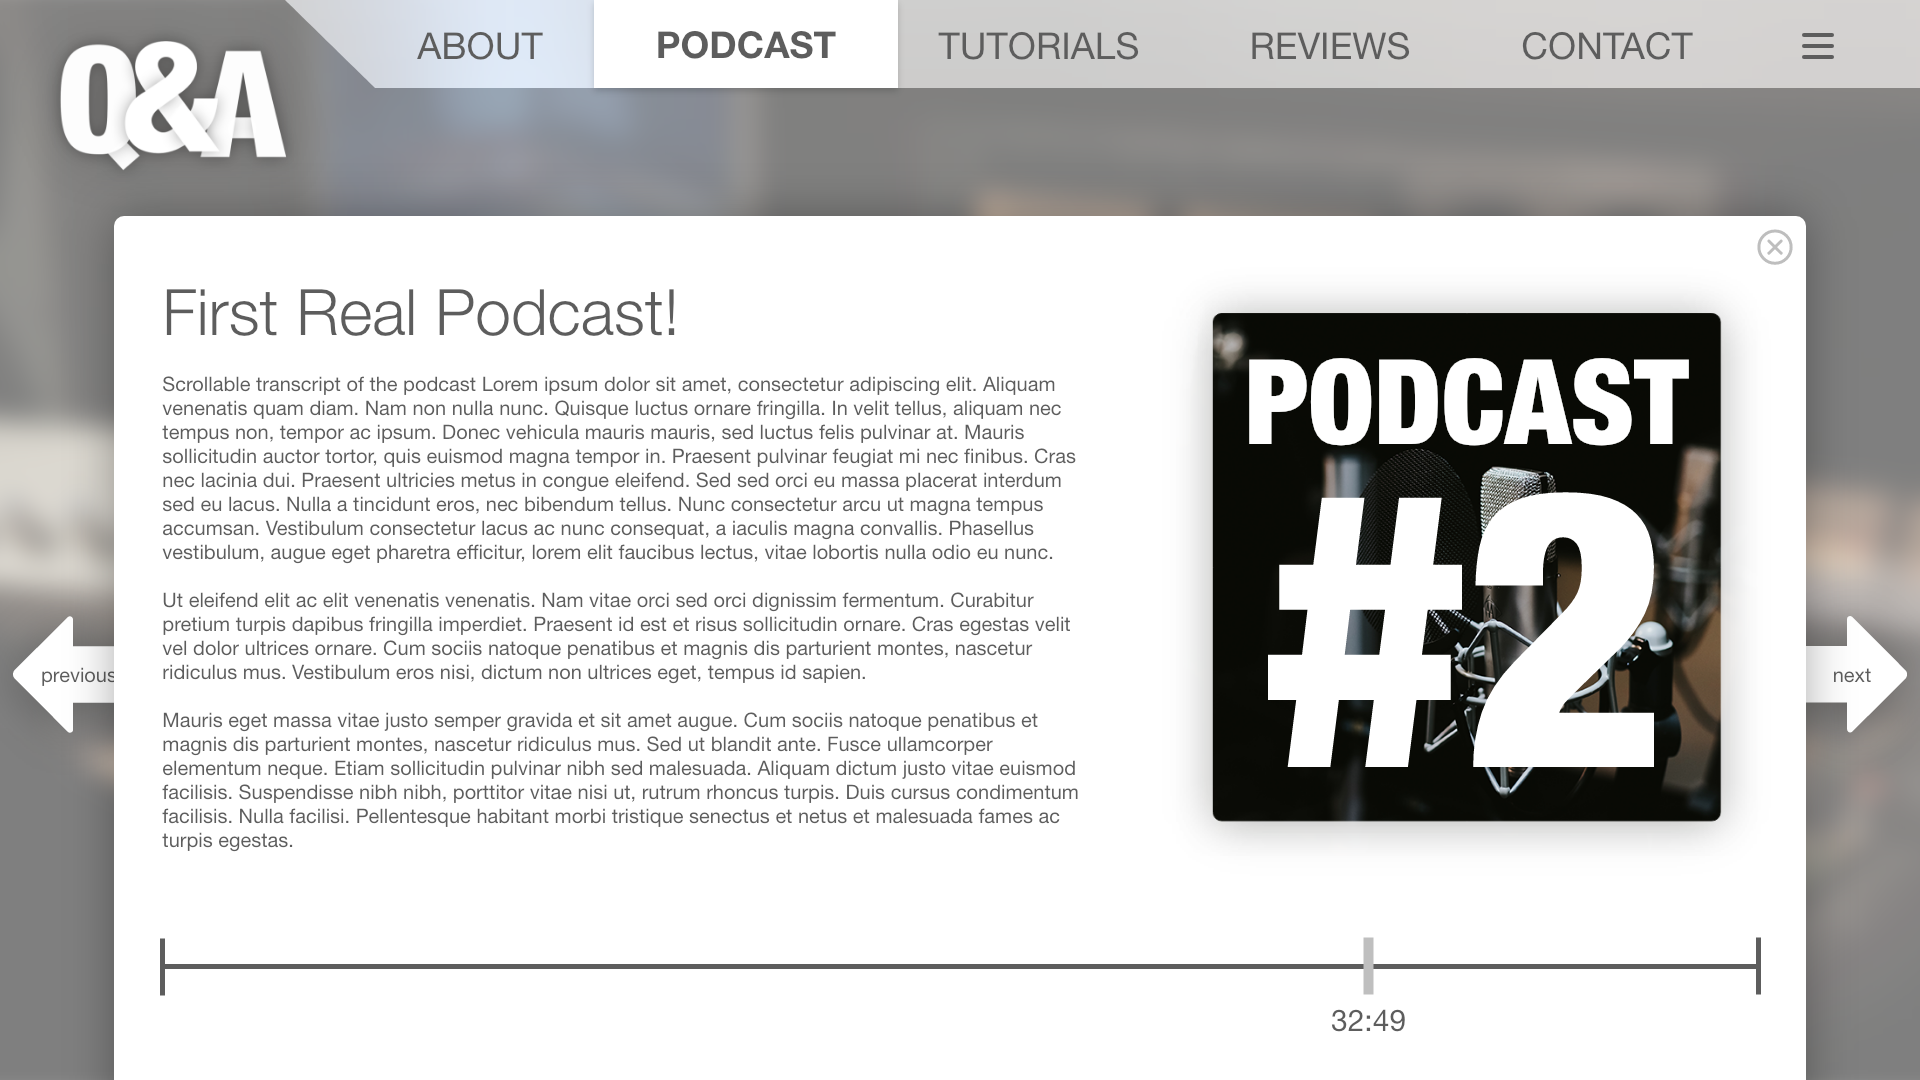 Q&A
ABOUT
PODCAST
TUTORIALS
REVIEWS
CONTACT
First Real Podcast!
Scrollable transcript of the podcast Lorem ipsum dolor sit amet, consectetur adipiscing elit. Aliquam
venenatis quam diam. Nam non nulla nunc. Quisque luctus ornare fringilla. In velit tellus, aliquam nec
tempus non, tempor ac ipsum. Donec vehicula mauris mauris, sed luctus felis pulvinar at. Mauris
sollicitudin auctor tortor, quis euismod magna tempor in. Praesent pulvinar feugiat mi nec finibus. Cras
nec lacinia dui. Praesent ultricies metus in congue eleifend. Sed sed orci eu massa placerat interdum
sed eu lacus. Nulla a tincidunt eros, nec bibendum tellus. Nunc consectetur arcu ut magna tempus
accumsan. Vestibulum consectetur lacus ac nunc consequat, a iaculis magna convallis. Phasellus
vestibulum, augue eget pharetra efficitur, lorem elit faucibus lectus, vitae lobortis nulla odio eu nunc.
Ut eleifend elit ac elit venenatis venenatis. Nam vitae orci sed orci dignissim fermentum. Curabitur
pretium turpis dapibus fringilla imperdiet. Praesent id est et risus sollicitudin ornare. Cras egestas velit
vel dolor ultrices ornare. Cum sociis natoque penatibus et magnis dis parturient montes, nascetur
ridiculus mus. Vestibulum eros nisi, dictum non ultrices eget, tempus id sapien.
Mauris eget massa vitae justo semper gravida et sit amet augue. Cum sociis natoque penatibus et
magnis dis parturient montes, nascetur ridiculus mus. Sed ut blandit ante. Fusce ullamcorper
elementum neque. Etiam sollicitudin pulvinar nibh sed malesuada. Aliquam dictum justo vitae euismod
facilisis. Suspendisse nibh nibh, porttitor vitae nisi ut, rutrum rhoncus turpis. Duis cursus condimentum
facilisis. Nulla facilisi. Pellentesque habitant morbi tristique senectus et netus et malesuada fames ac
turpis egestas.
PODCAST
#2
previous
next
32:49